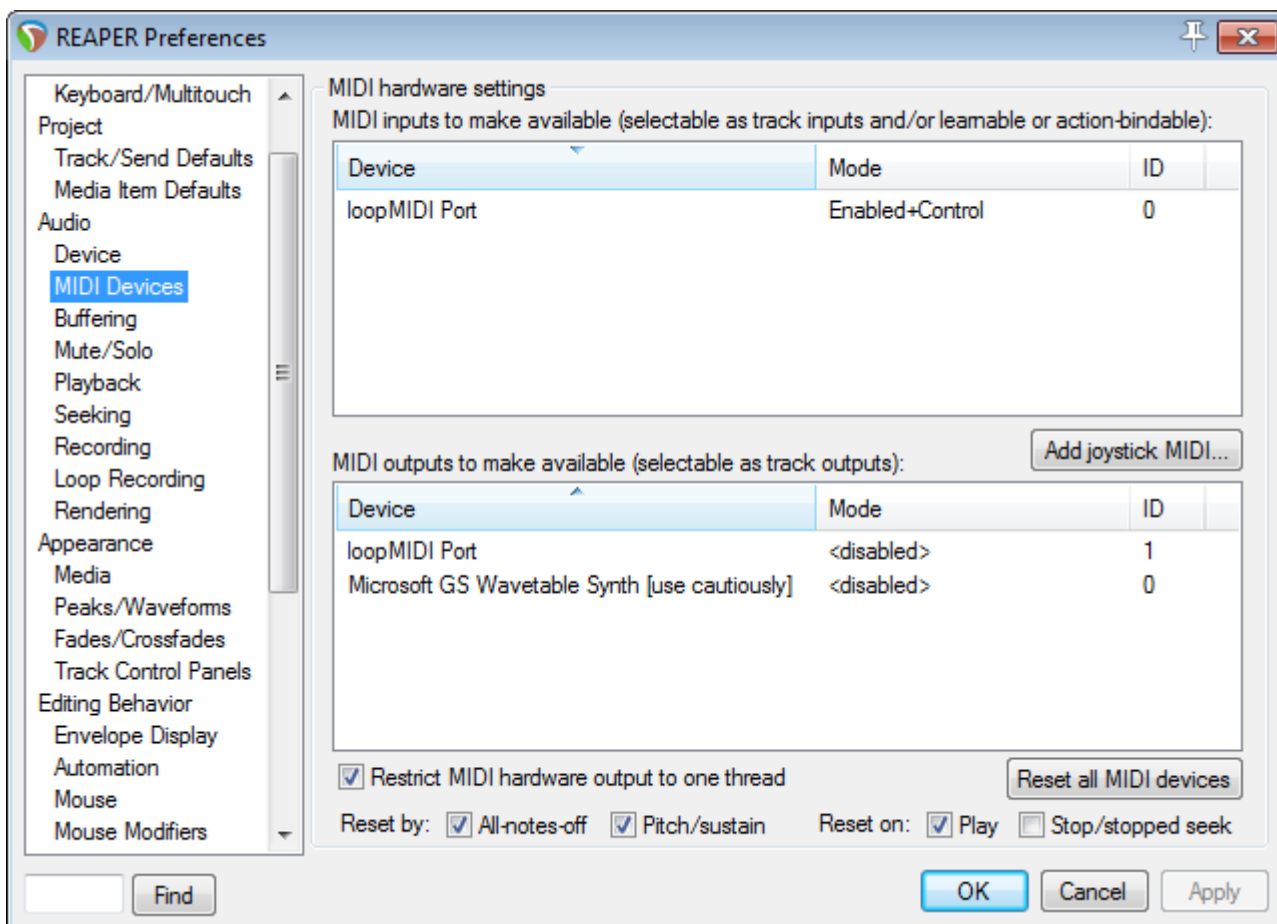 REAPER Preferences
Keyboard/Multitouch
Project
Track/Send Defaults
Media Item Defaults
Audio
Device
MIDI Devices
Buffering
Mute/Solo
Playback
Seeking
Recording
Loop Recording
Rendering
Appearance
Media
Peaks/Waveforms
Fades/Crossfades
Track Control Panels
Editing Behavior
Envelope Display
Automation
Mouse
Mouse Modifiers
Find
MIDI hardware settings
MIDI inputs to make available (selectable as track inputs and/or learnable or action-bindable):
Device Mode ID
loopMIDI Port Enabled+Control 0
Add joystick MIDI...
MIDI outputs to make available (selectable as track outputs):
Device Mode ID
loopMIDI Port <disabled> 1
Microsoft GS Wavetable Synth [use cautiously] <disabled> 0
Restrict MIDI hardware output to one thread Reset all MIDI devices
Reset by: All-notes-off Pitch/sustain Reset on: Play Stop/stopped seek
OK Cancel Apply